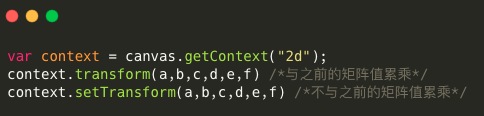 var context = canvas.getContext("2d");
context.transform(a,b,c,d,e,f) /*与之前的矩阵值累乘*/
context.setTransform(a,b,c,d,e,f) /*不与之前的矩阵值累乘*/